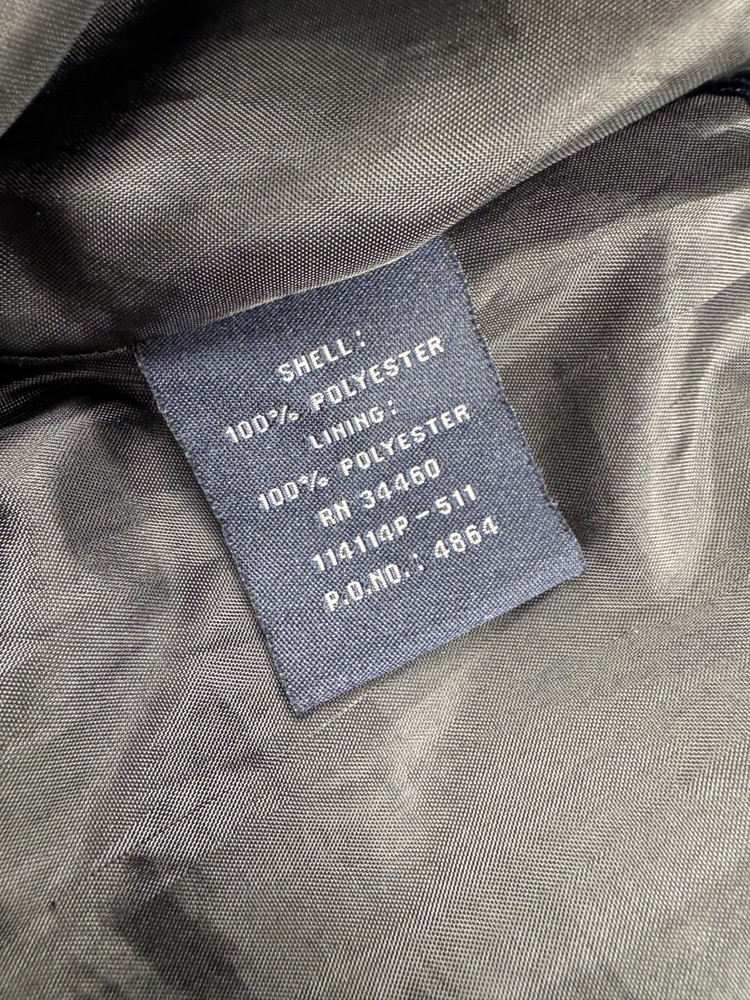 SHELL:
100% POLYESTER
LINING:
100% POLYESTER
RN 34460
114114P-511
P.O.NO.: 4864